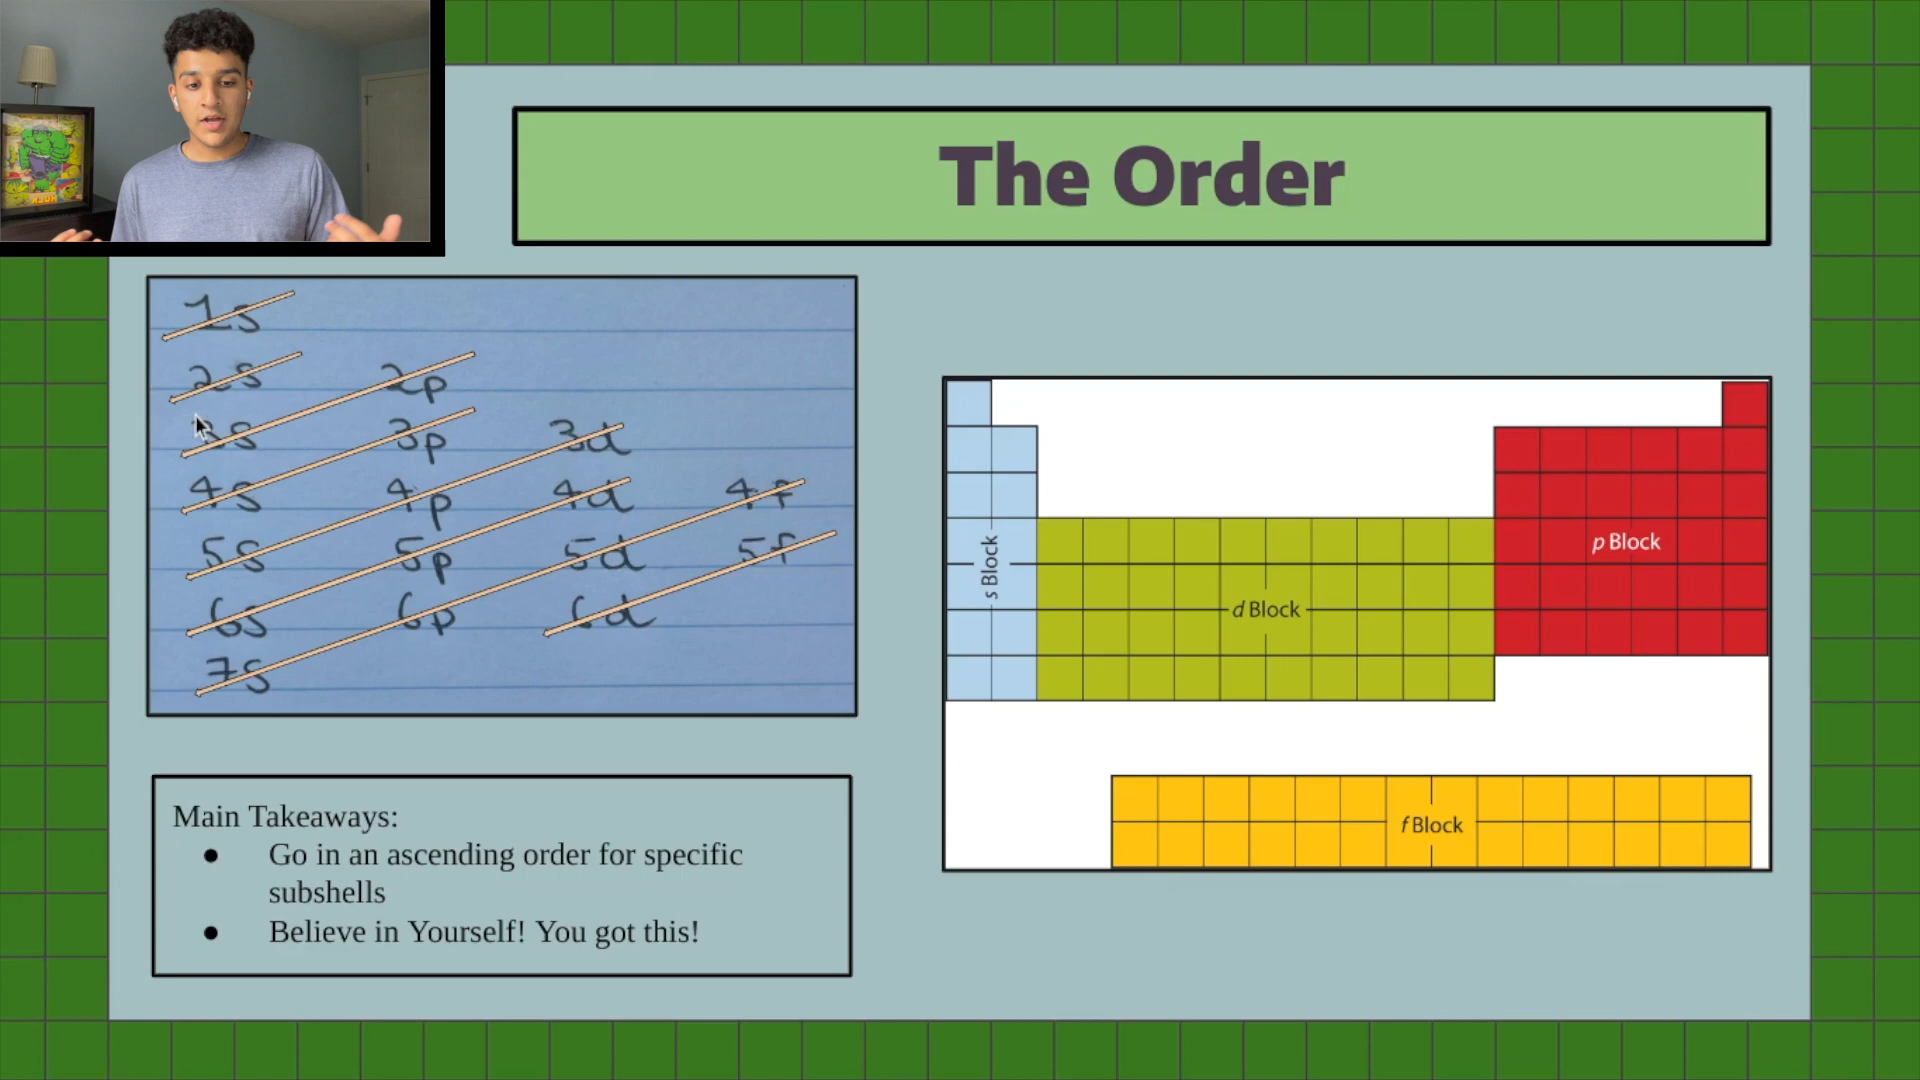 The Order
1s
2s 2p
3s 3p 3d
4s 4p 4d 4f
5s 5p 5d 5f
6s 6p 6d
7s
s Block
d Block
p Block
f Block
Main Takeaways:
● Go in an ascending order for specific
subshells
● Believe in Yourself! You got this!